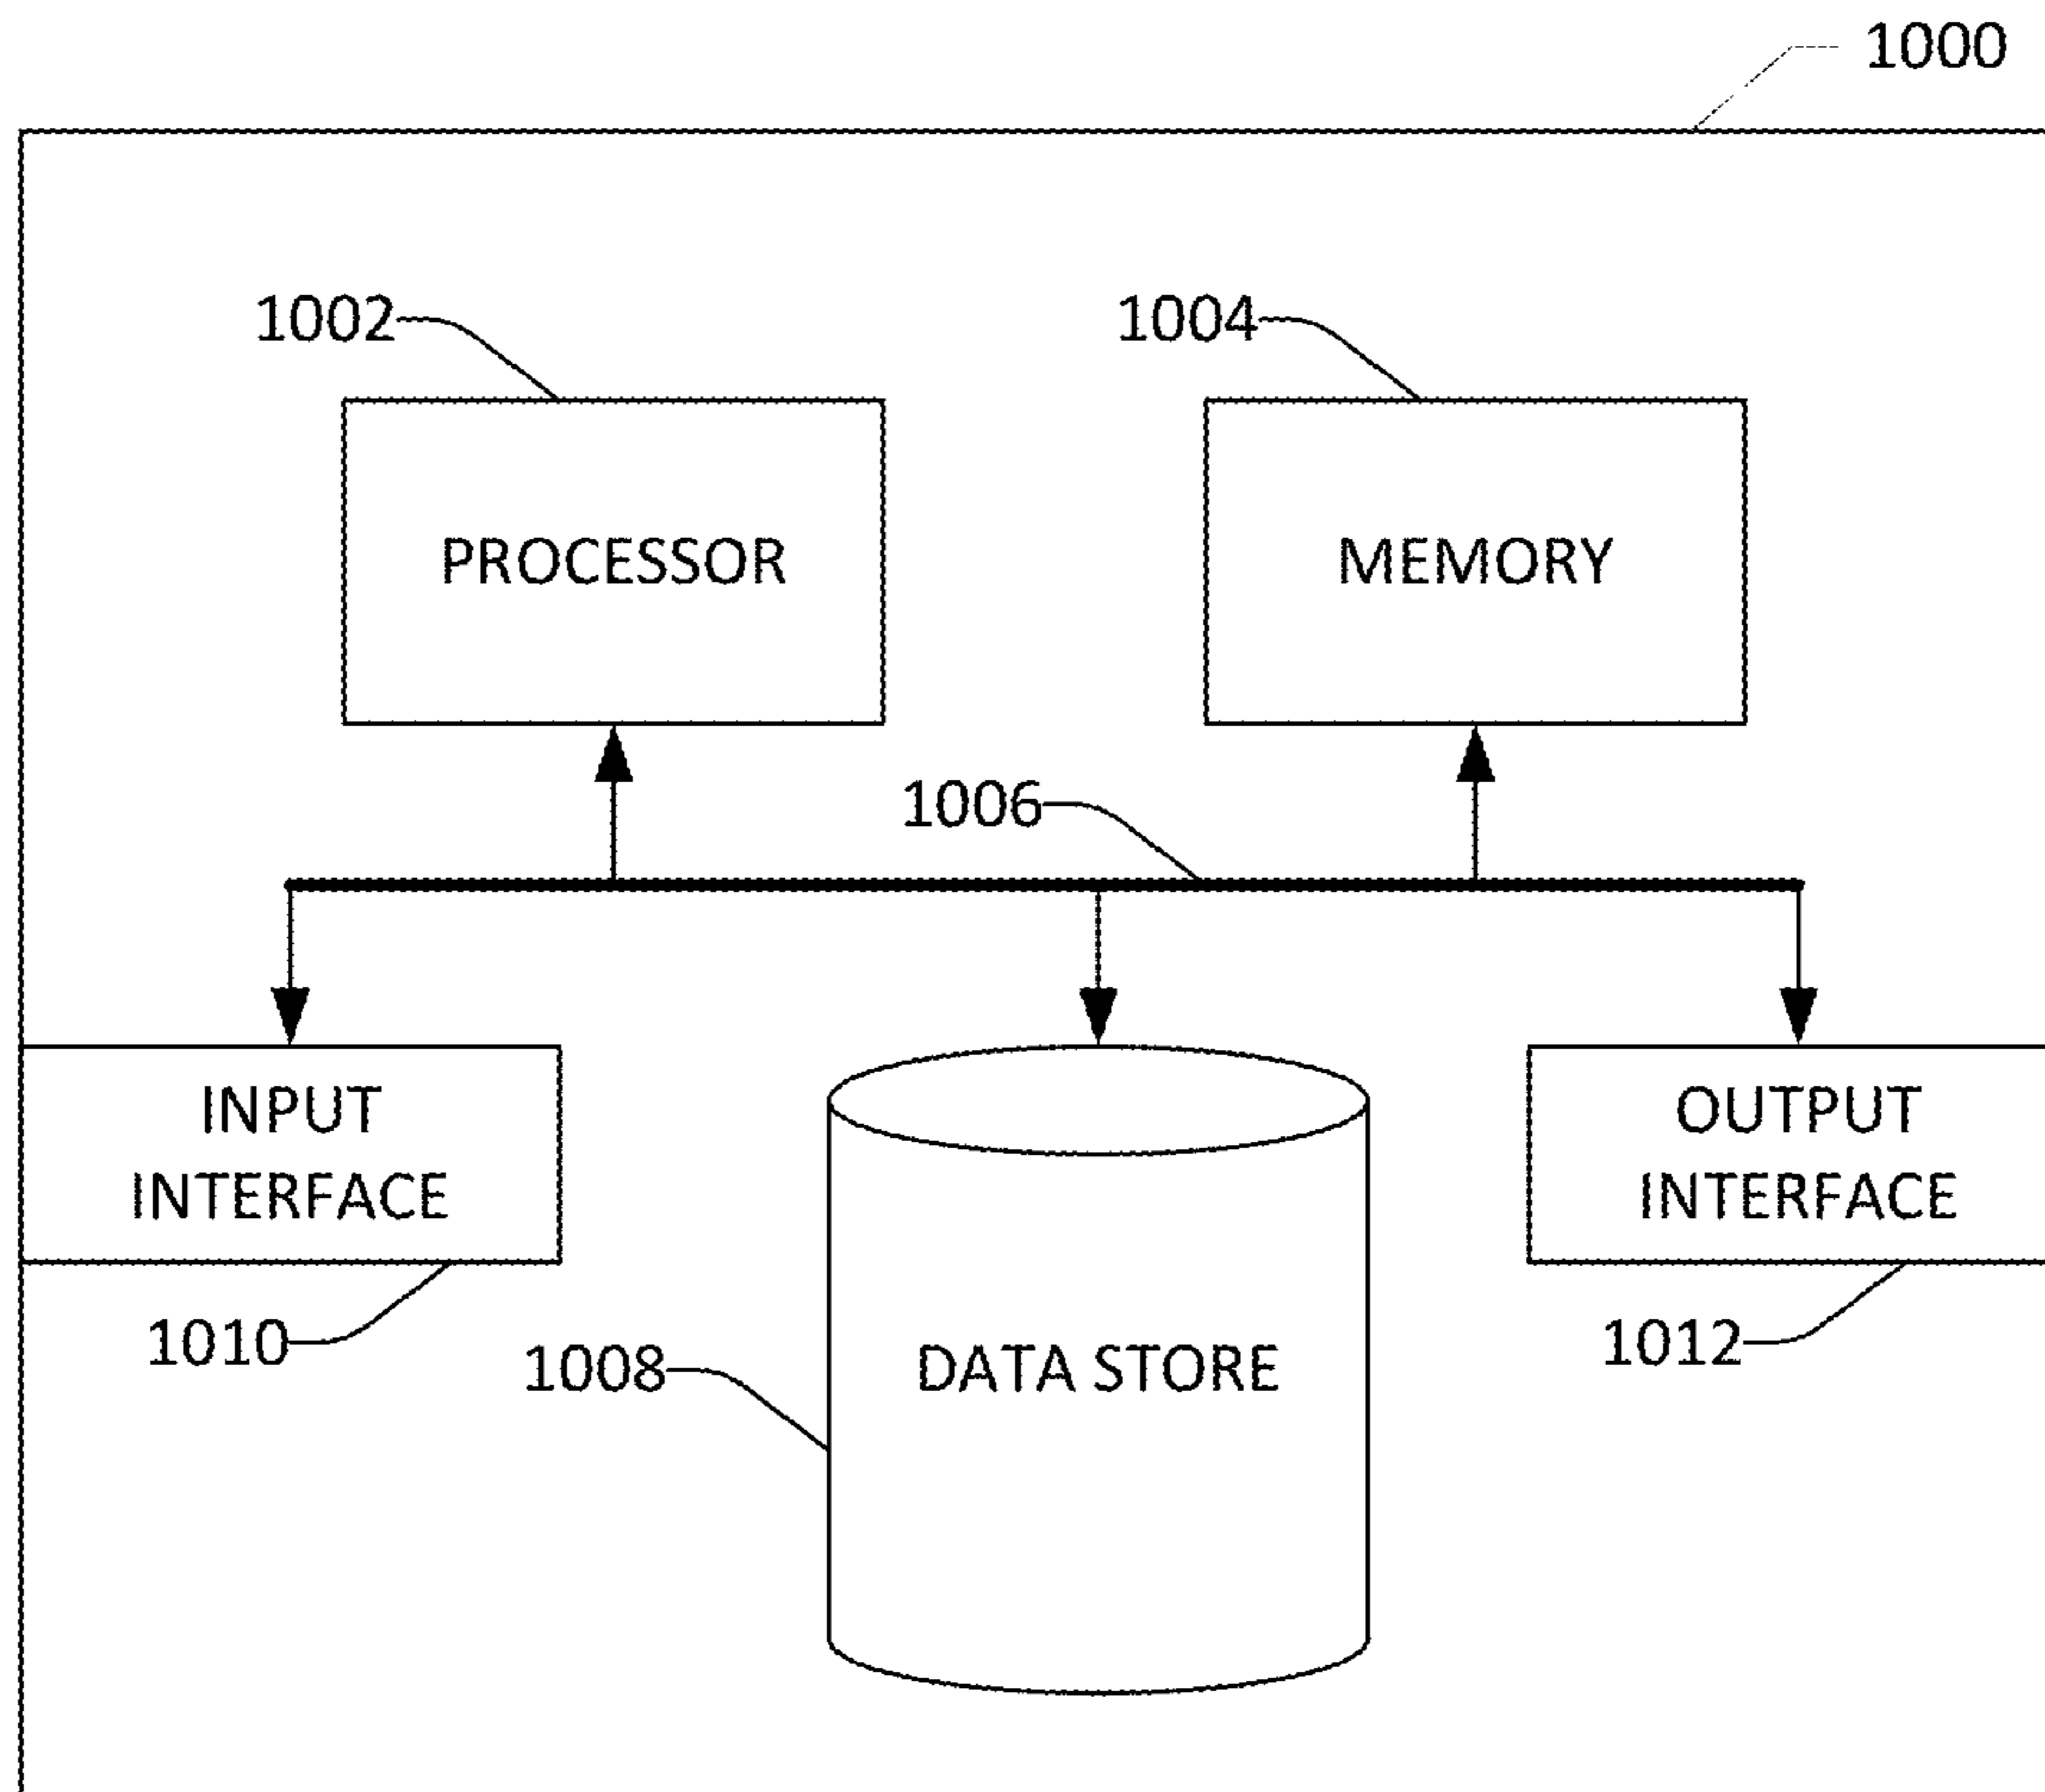 1000
1002
1004
PROCESSOR
MEMORY
1006
INPUT
INTERFACE
OUTPUT
INTERFACE
1010
1008
DATA STORE
1012